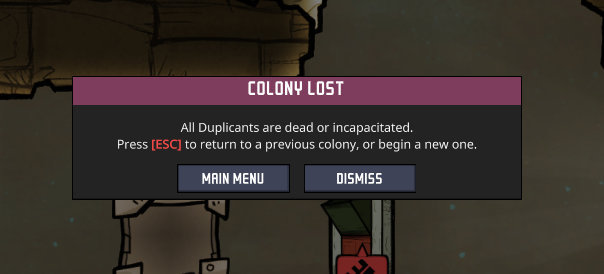 COLONY LOST
All Duplicants are dead or incapacitated.
Press [ESC] to return to a previous colony, or begin a new one.
MAIN MENU
DISMISS